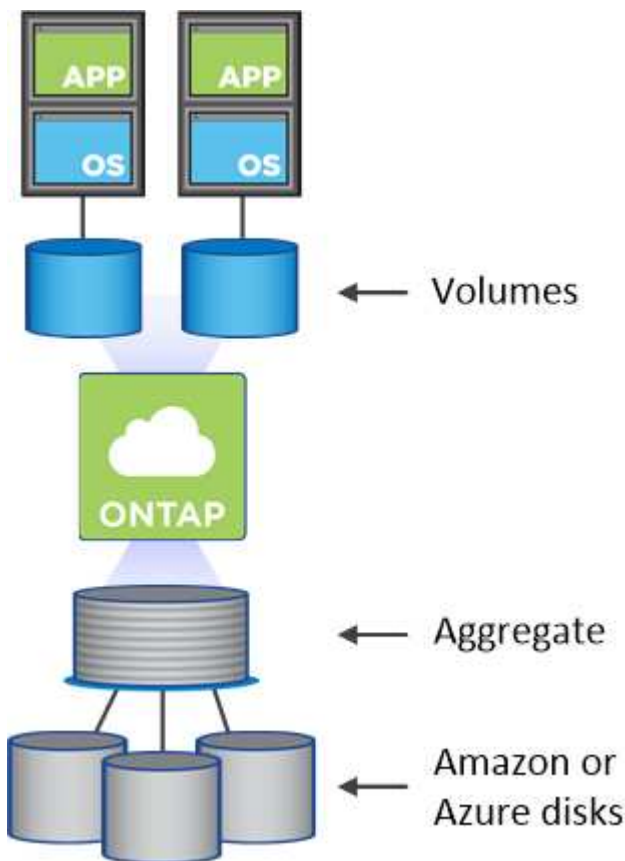 APP
APP
OS
OS
Volumes
ONTAP
Aggregate
Amazon or
Azure disks